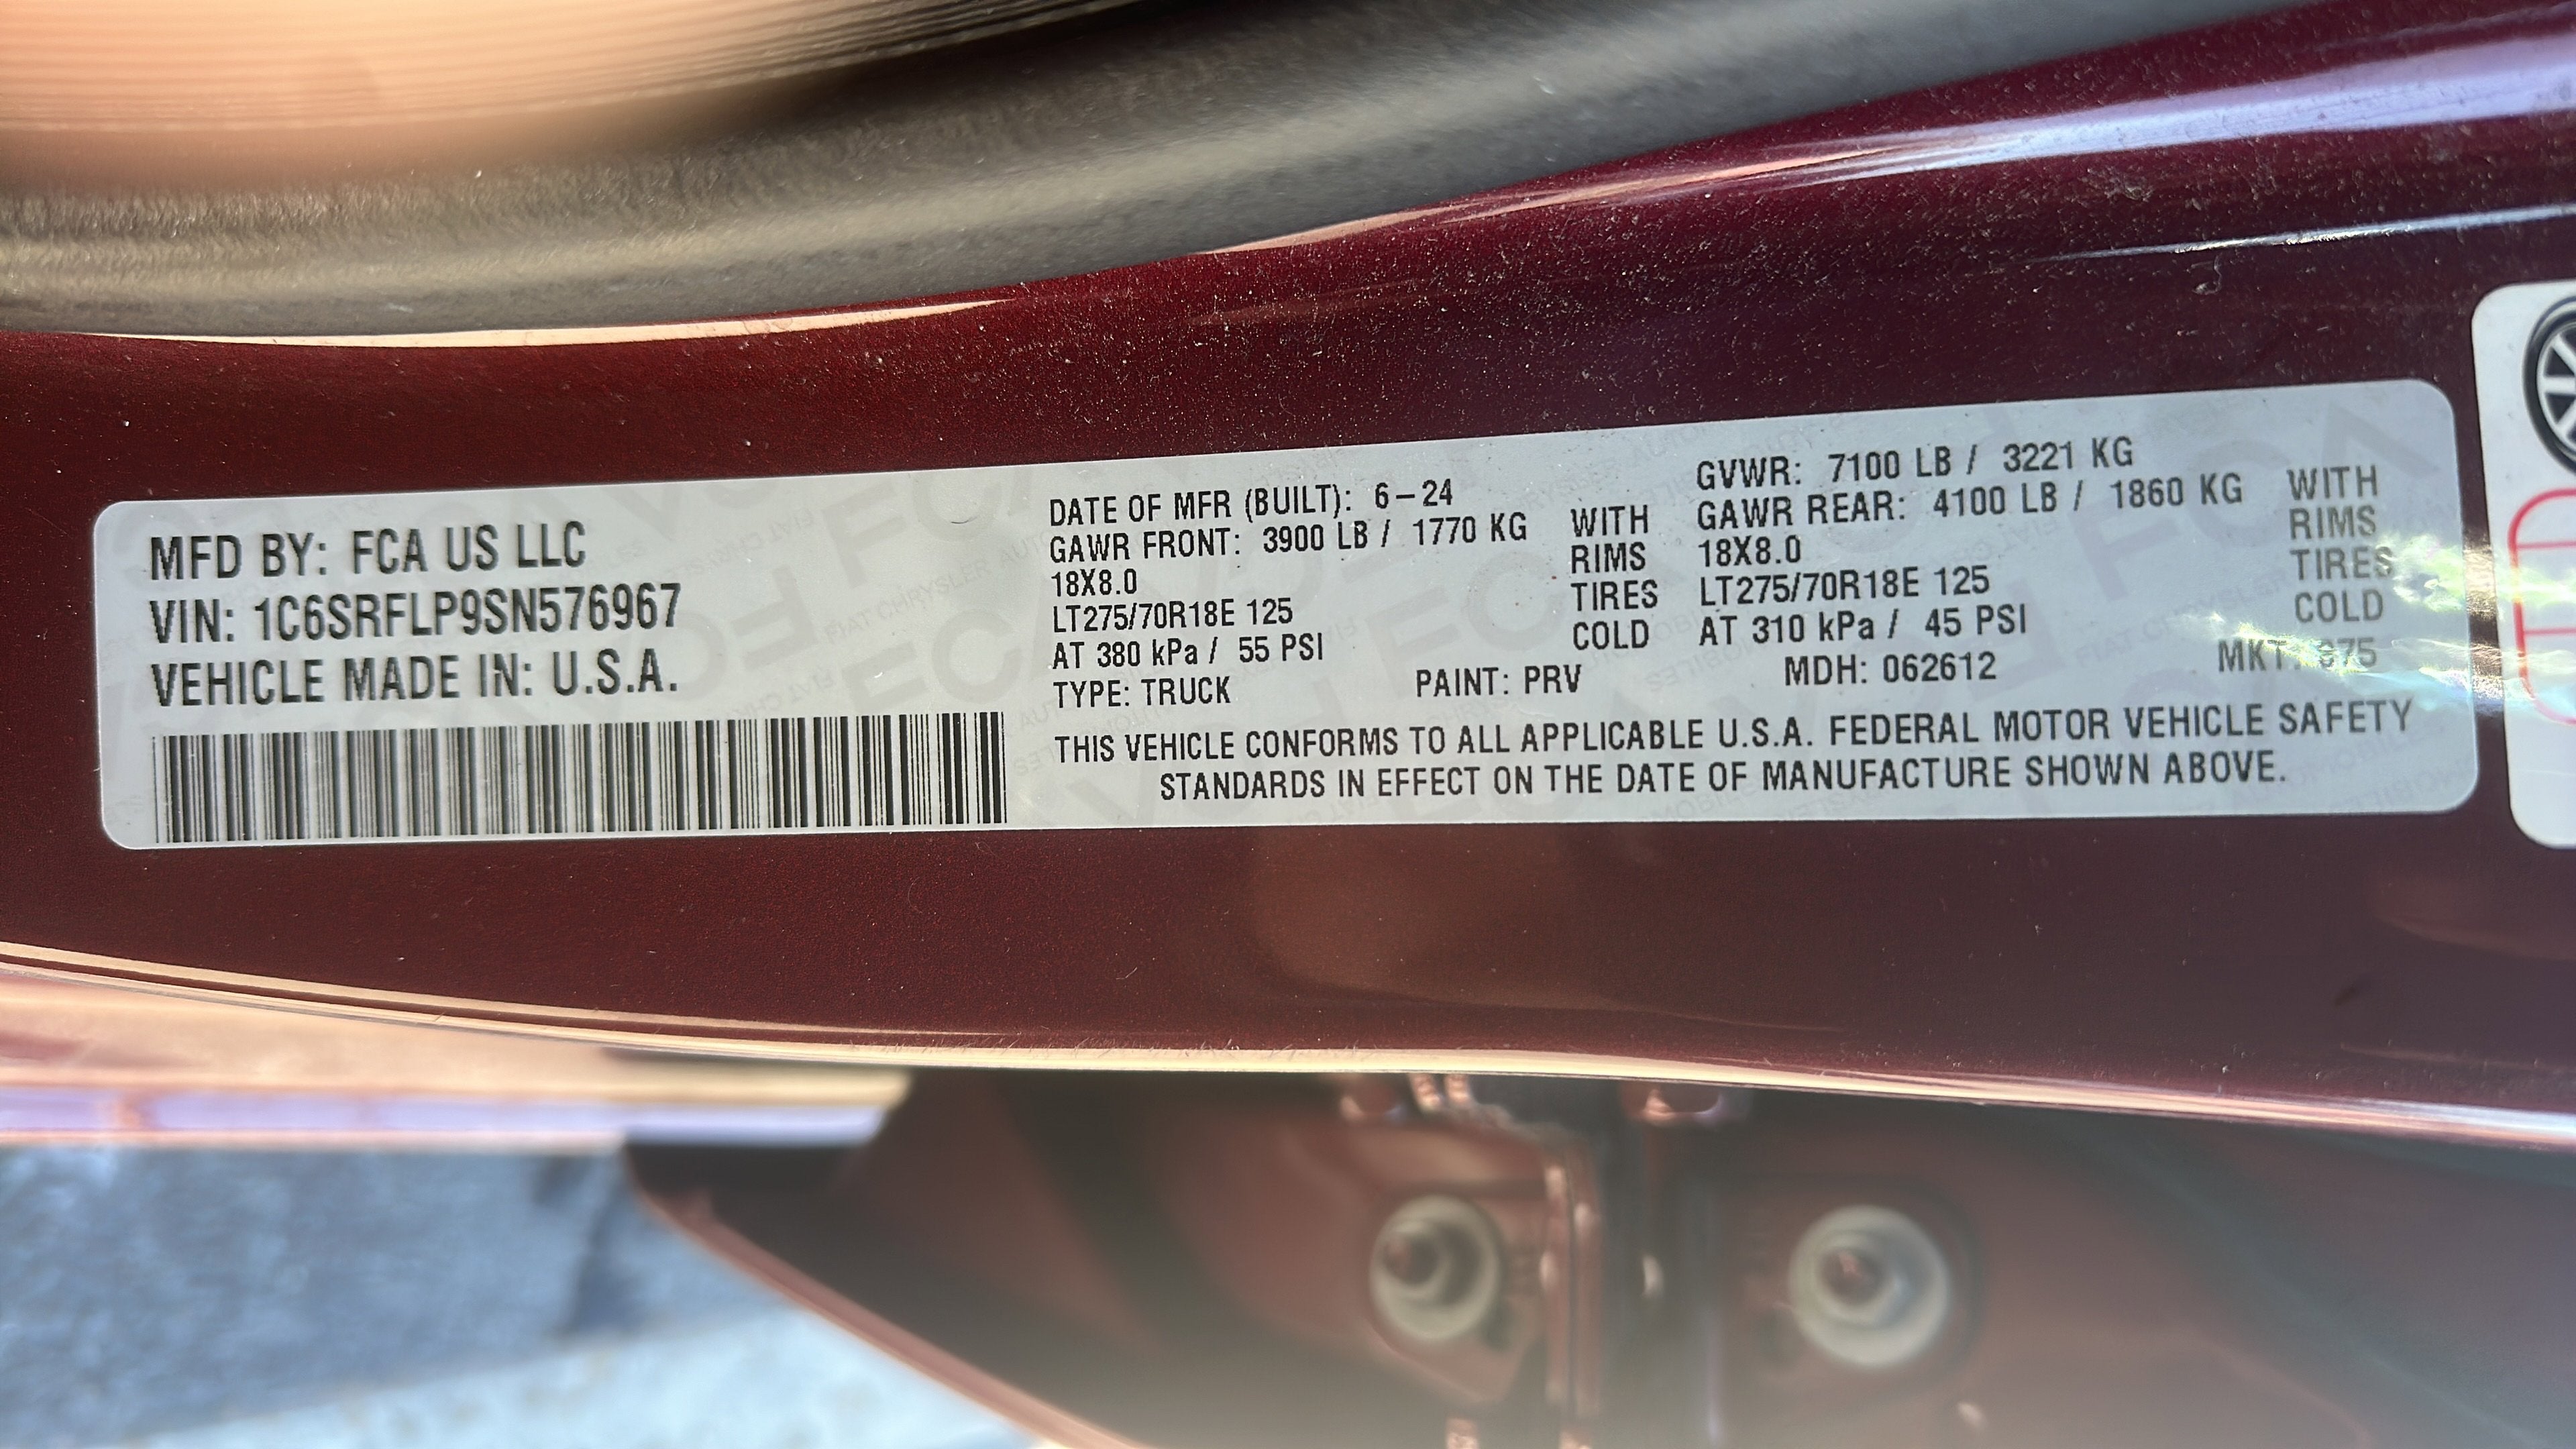 MFD BY: FCA US LLC
VIN: 1C6SRFLP9SN576967
VEHICLE MADE IN: U.S.A.
DATE OF MFR (BUILT): 6-24
GAWR FRONT: 3900 LB / 1770 KG WITH
18X8.0 RIMS
LT275/70R18E 125 TIRES
AT 380 kPa / 55 PSI COLD
TYPE: TRUCK PAINT: PRV
GVWR: 7100 LB / 3221 KG
GAWR REAR: 4100 LB / 1860 KG WITH
18X8.0 RIMS
LT275/70R18E 125 TIRES
AT 310 kPa / 45 PSI COLD
MDH: 062612
THIS VEHICLE CONFORMS TO ALL APPLICABLE U.S.A. FEDERAL MOTOR VEHICLE SAFETY
STANDARDS IN EFFECT ON THE DATE OF MANUFACTURE SHOWN ABOVE.